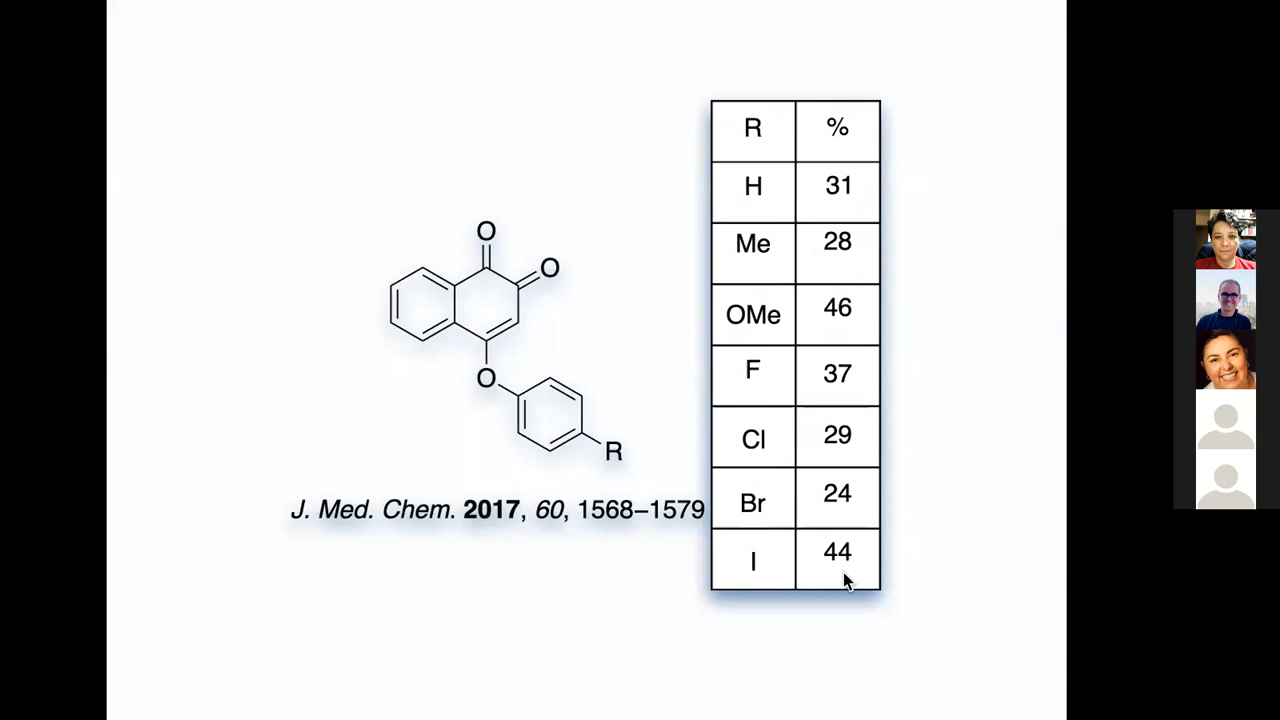 O
O
O
R
J. Med. Chem. 2017, 60, 1568–1579
R %
H 31
Me 28
OMe 46
F 37
Cl 29
Br 24
I 44